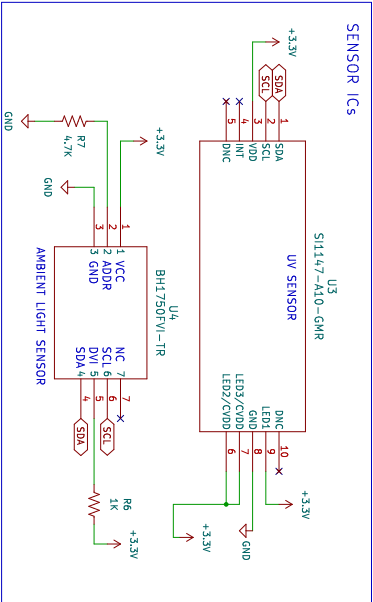 SENSOR ICs
U3
SI1147-A10-GMR
UV SENSOR
+3.3V
SDA
SCL
1 SDA
2 SCL
3 VDD
4 INT
5 DNC
DNC 10
LED1 9
GND 8
LED3/CVDD 7
LED2/CVDD 6
+3.3V
GND
+3.3V
U4
BH1750FVI-TR
+3.3V
1 1 VCC
2 2 ADDR
3 3 GND
NC 7 7
SCL 6 6
DVI 5 5
SDA 4 4
SCL
SDA
R7
4.7K
GND
GND
R6
1K
+3.3V
AMBIENT LIGHT SENSOR